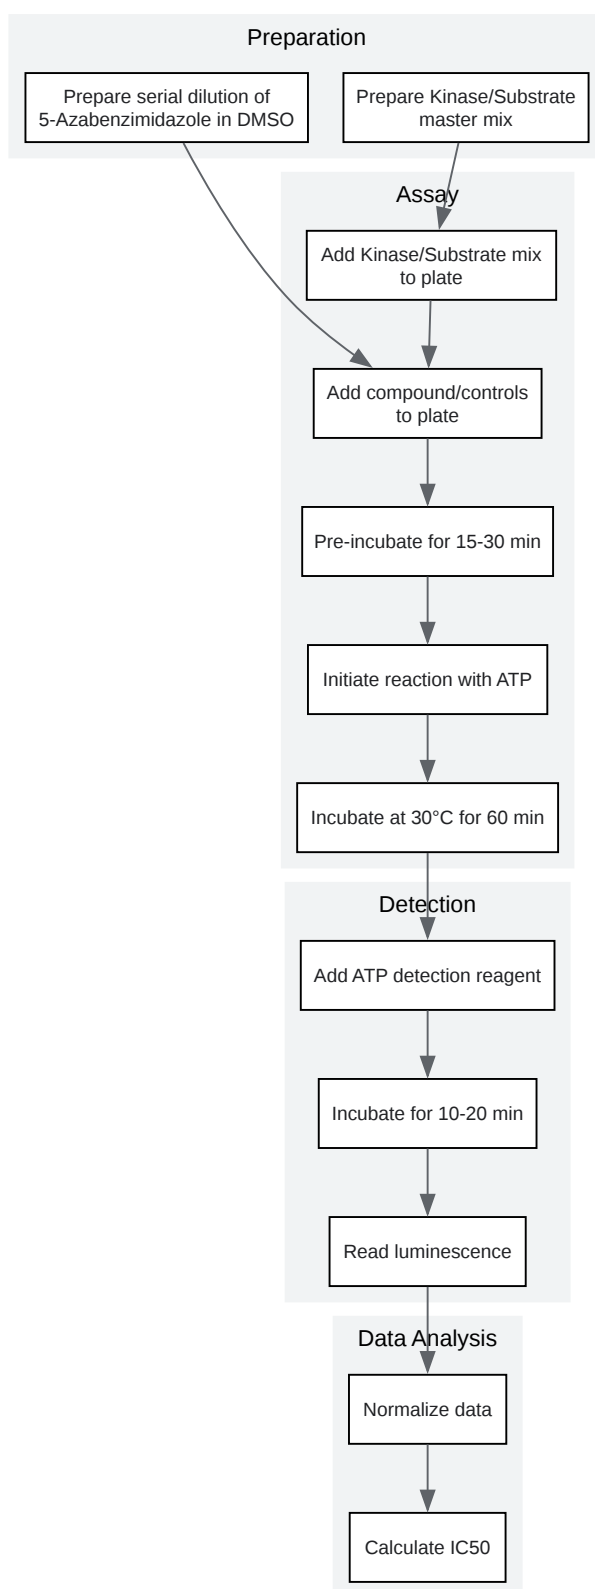 Preparation
Prepare serial dilution of
5-Azabenzimidazole in DMSO
Prepare Kinase/Substrate
master mix
Assay
Add Kinase/Substrate mix
to plate
Add compound/controls
to plate
Pre-incubate for 15-30 min
Initiate reaction with ATP
Incubate at 30°C for 60 min
Detection
Add ATP detection reagent
Incubate for 10-20 min
Read luminescence
Data Analysis
Normalize data
Calculate IC50